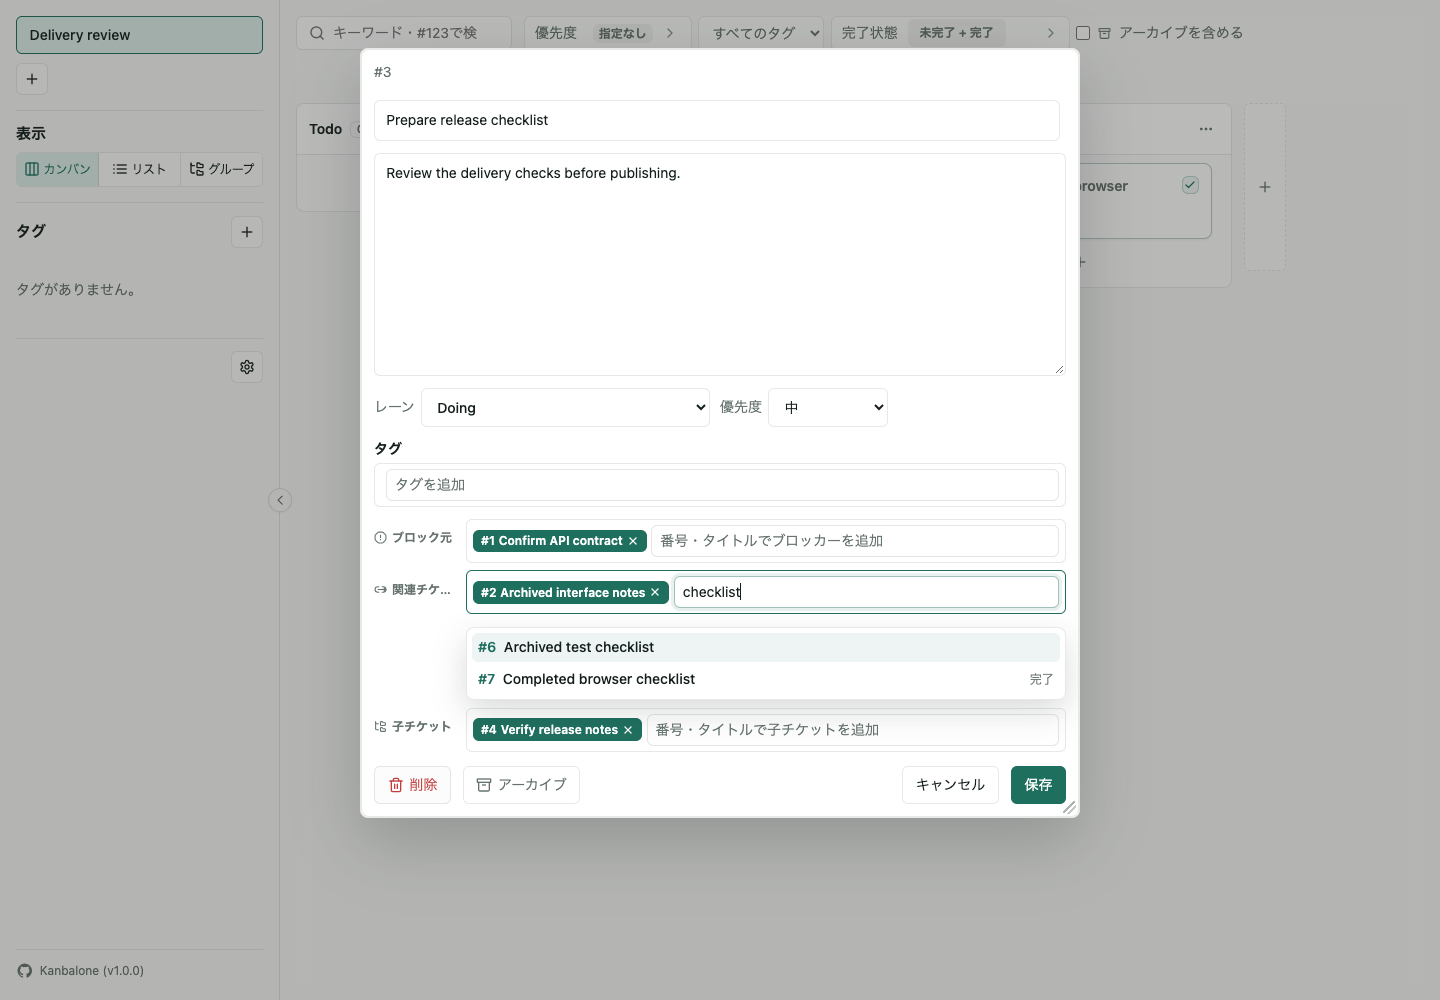 Delivery review
キーワード・#123で検
優先度 指定なし
すべてのタグ
完了状態 未完了 + 完了
アーカイブを含める
表示
カンバン
リスト
グループ
タグ
タグがありません。
Kanbalone (v1.0.0)
Todo
browser
#3
Prepare release checklist
Review the delivery checks before publishing.
レーン Doing 優先度 中
タグ
タグを追加
ブロック元 #1 Confirm API contract 番号・タイトルでブロッカーを追加
関連チケ... #2 Archived interface notes checklist
#6 Archived test checklist
#7 Completed browser checklist 完了
子チケット #4 Verify release notes 番号・タイトルで子チケットを追加
削除 アーカイブ キャンセル 保存